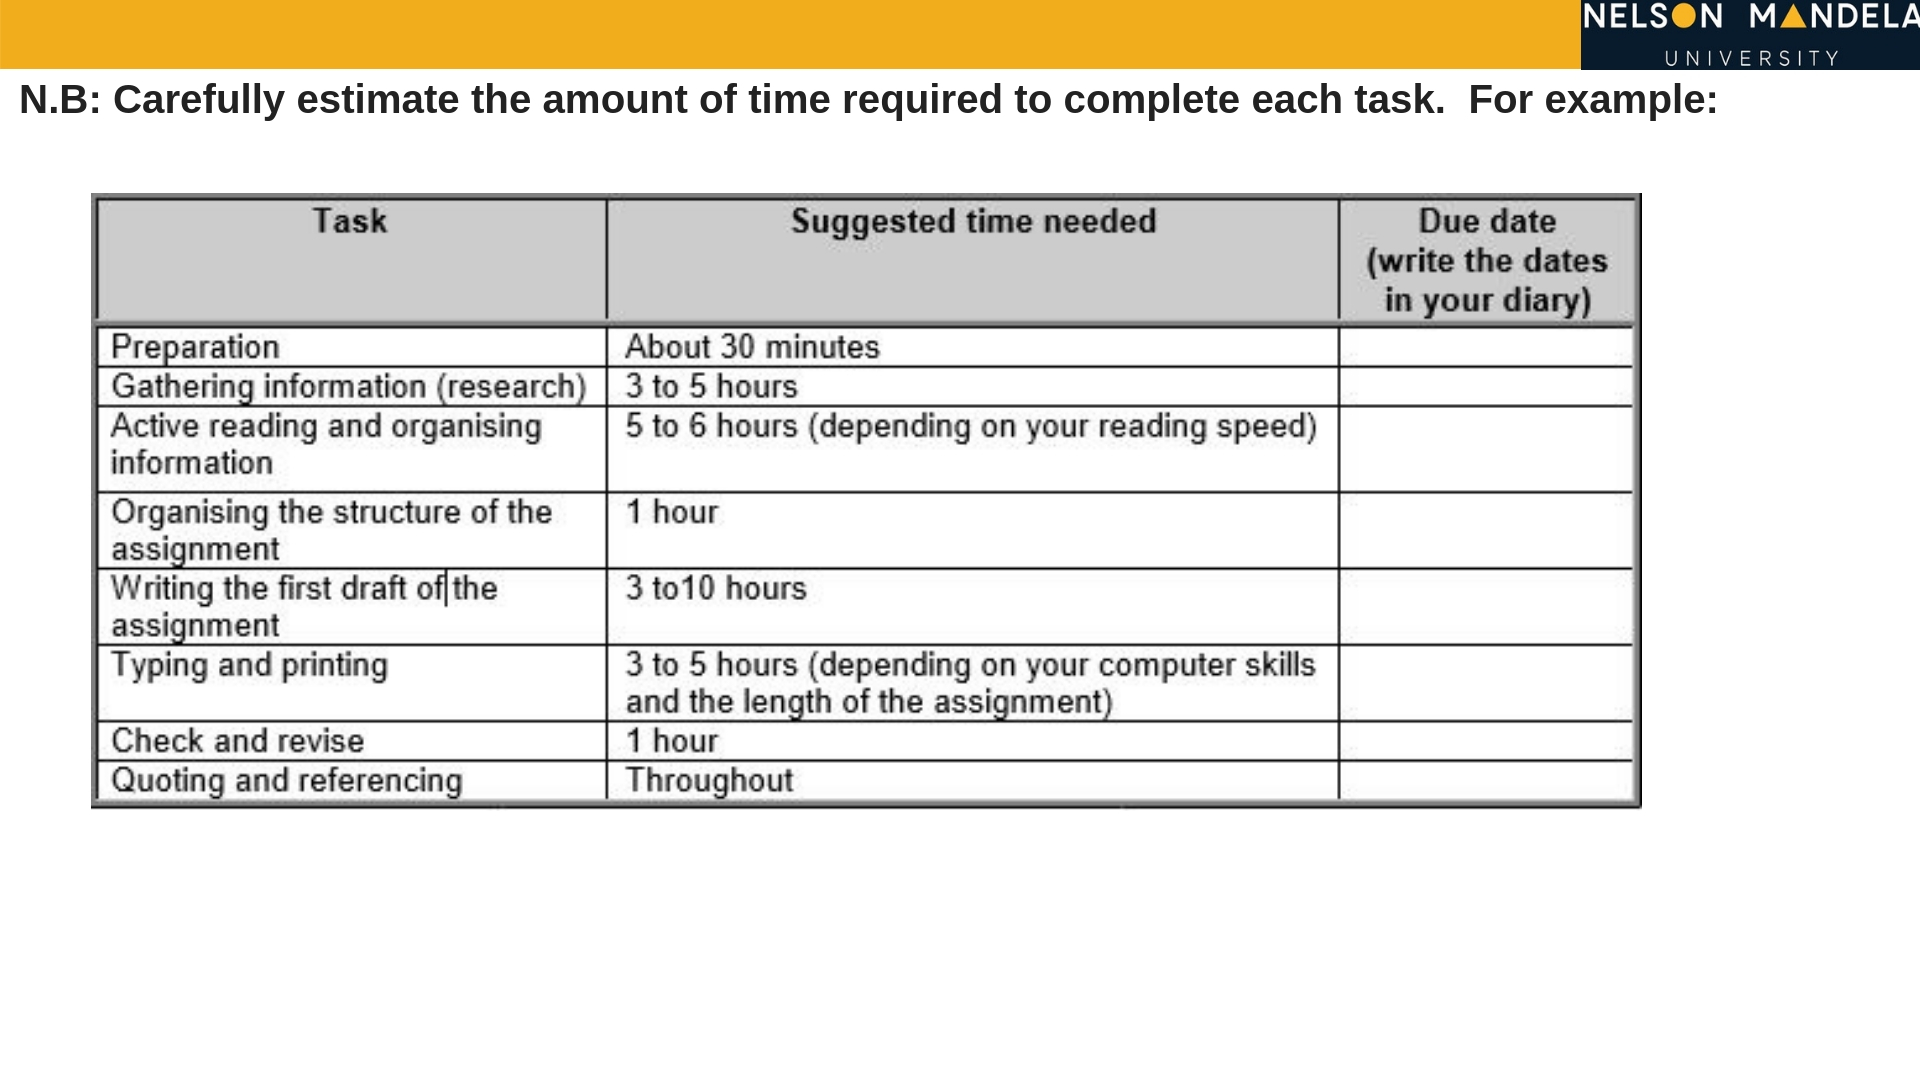 NELSON MANDELA
UNIVERSITY
N.B: Carefully estimate the amount of time required to complete each task.  For example:
Task
Suggested time needed
Due date
(write the dates
in your diary)
Preparation
About 30 minutes
Gathering information (research)
3 to 5 hours
Active reading and organising
information
5 to 6 hours (depending on your reading speed)
Organising the structure of the
assignment
1 hour
Writing the first draft of the
assignment
3 to10 hours
Typing and printing
3 to 5 hours (depending on your computer skills
and the length of the assignment)
Check and revise
1 hour
Quoting and referencing
Throughout